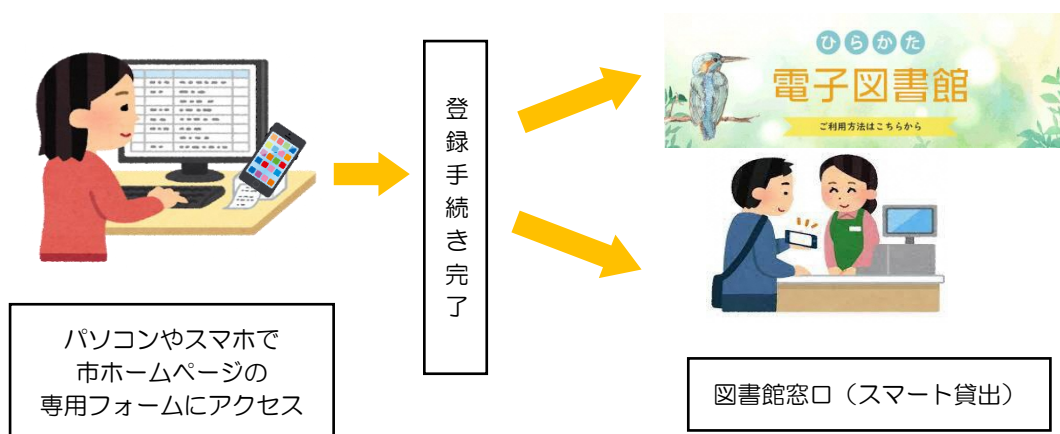 パソコンやスマホで
市ホームページの
専用フォームにアクセス
登録手続き完了
ひらかた
電子図書館
ご利用方法はこちらから
図書館窓口（スマート貸出）